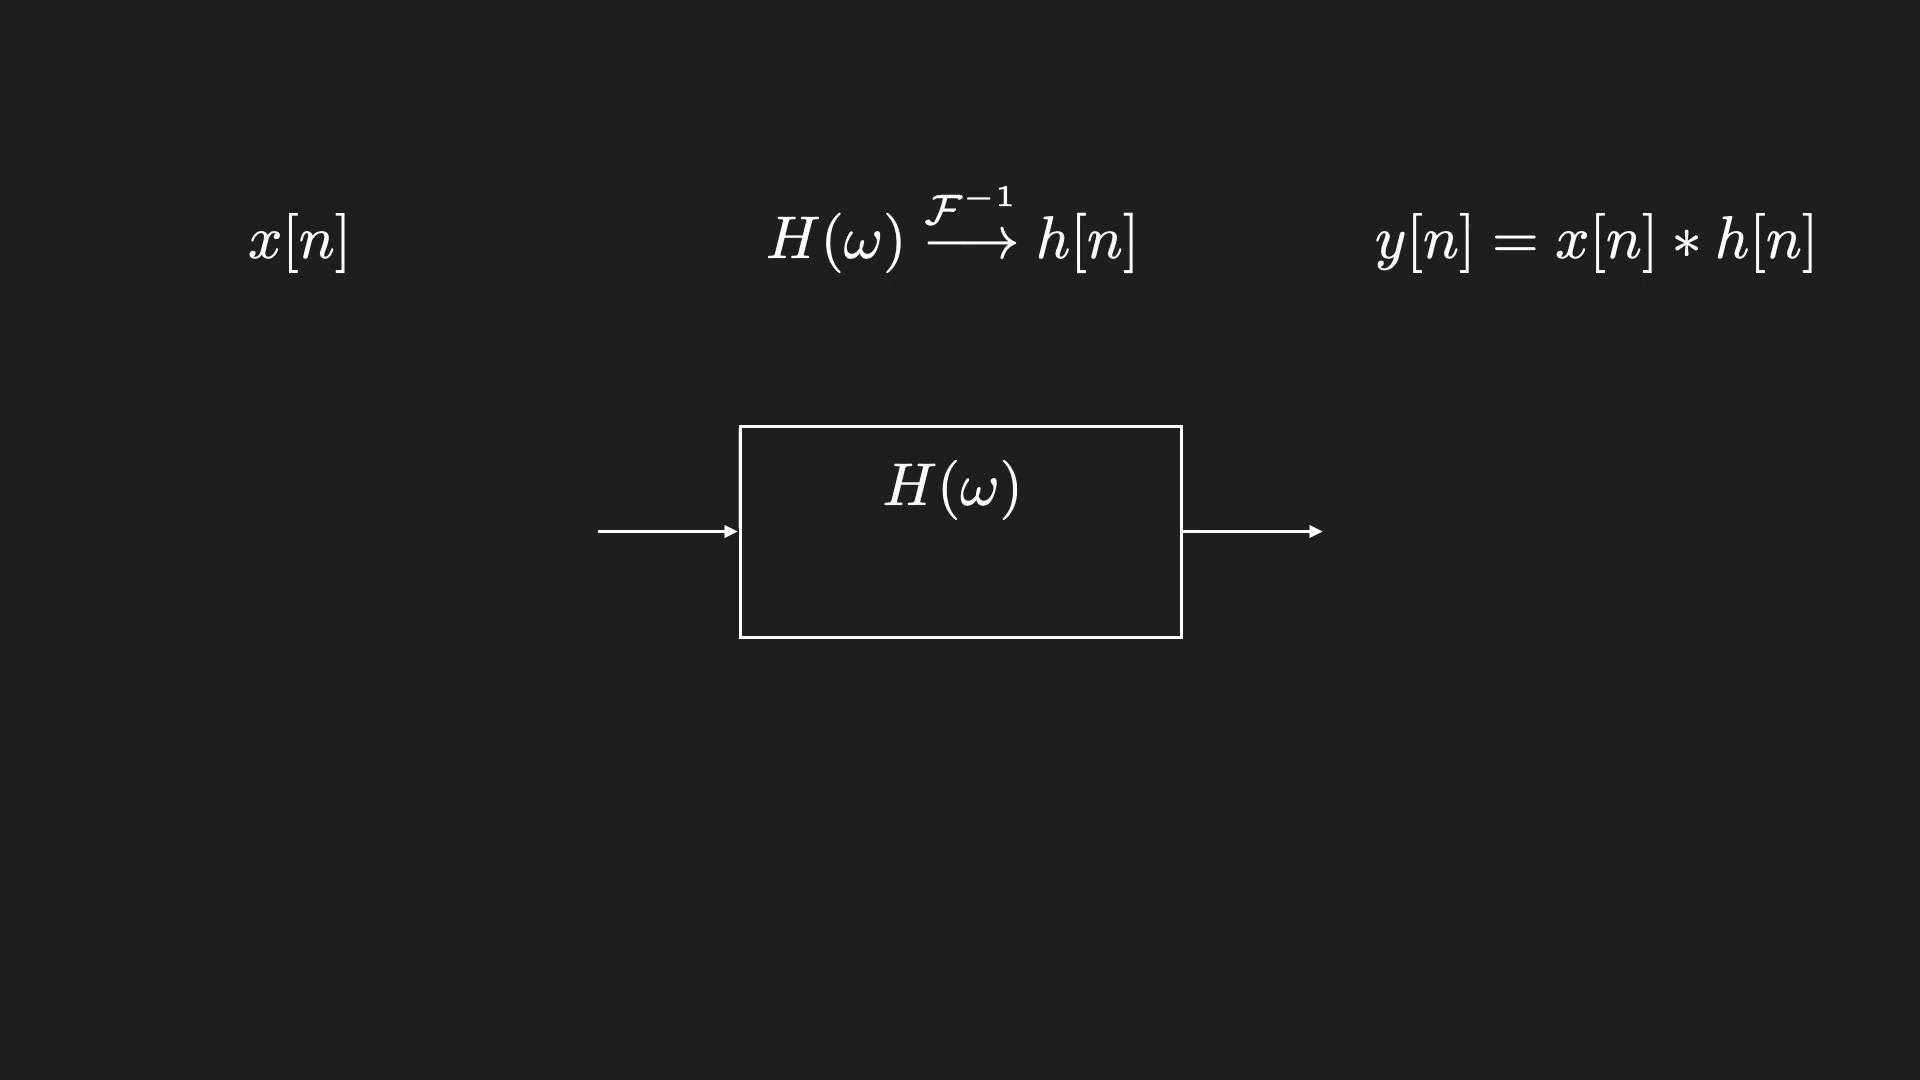 x[n]
H(ω) \xrightarrow{\mathcal{F}^{-1}} h[n]
y[n] = x[n] * h[n]
H(ω)